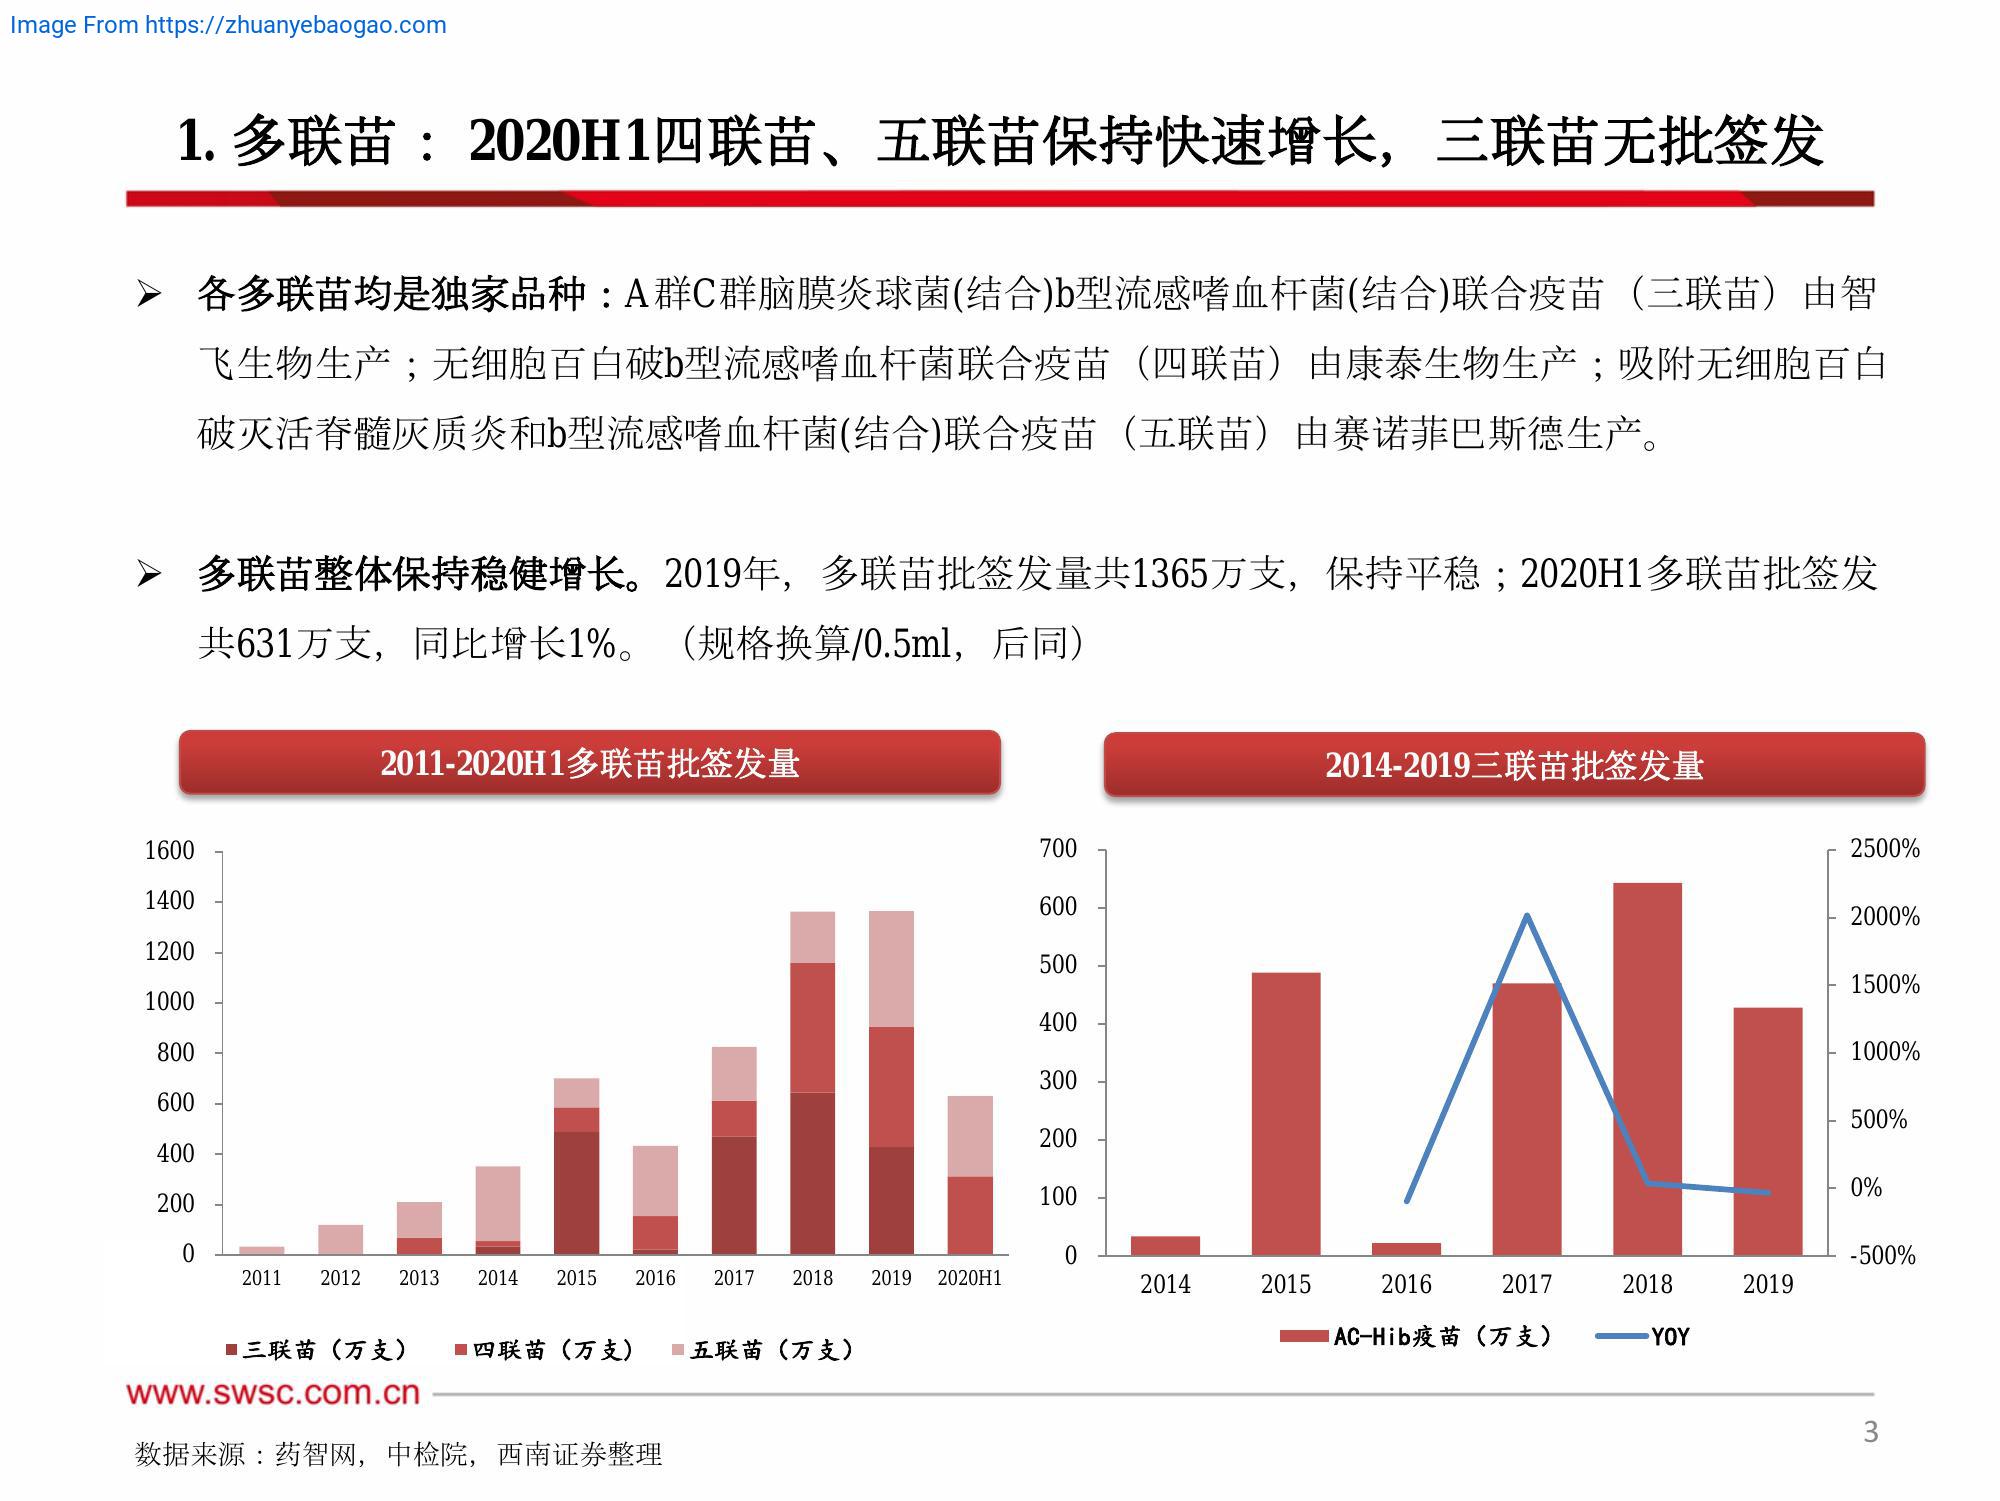 Image From https://zhuanyebaogao.com
1. 多联苗：2020H1四联苗、五联苗保持快速增长，三联苗无批签发
➢ 各多联苗均是独家品种：A群C群脑膜炎球菌(结合)b型流感嗜血杆菌(结合)联合疫苗（三联苗）由智
飞生物生产；无细胞百白破b型流感嗜血杆菌联合疫苗（四联苗）由康泰生物生产；吸附无细胞百白
破灭活脊髓灰质炎和b型流感嗜血杆菌(结合)联合疫苗（五联苗）由赛诺菲巴斯德生产。
➢ 多联苗整体保持稳健增长。2019年，多联苗批签发量共1365万支，保持平稳；2020H1多联苗批签发
共631万支，同比增长1%。（规格换算/0.5ml，后同）
2011-2020H1多联苗批签发量
1600
1400
1200
1000
800
600
400
200
0
2011 2012 2013 2014 2015 2016 2017 2018 2019 2020H1
三联苗（万支） 四联苗（万支） 五联苗（万支）
2014-2019三联苗批签发量
700
600
500
400
300
200
100
0
2500%
2000%
1500%
1000%
500%
0%
-500%
2014 2015 2016 2017 2018 2019
AC-Hib疫苗（万支） YOY
www.swsc.com.cn
3
数据来源：药智网，中检院，西南证券整理